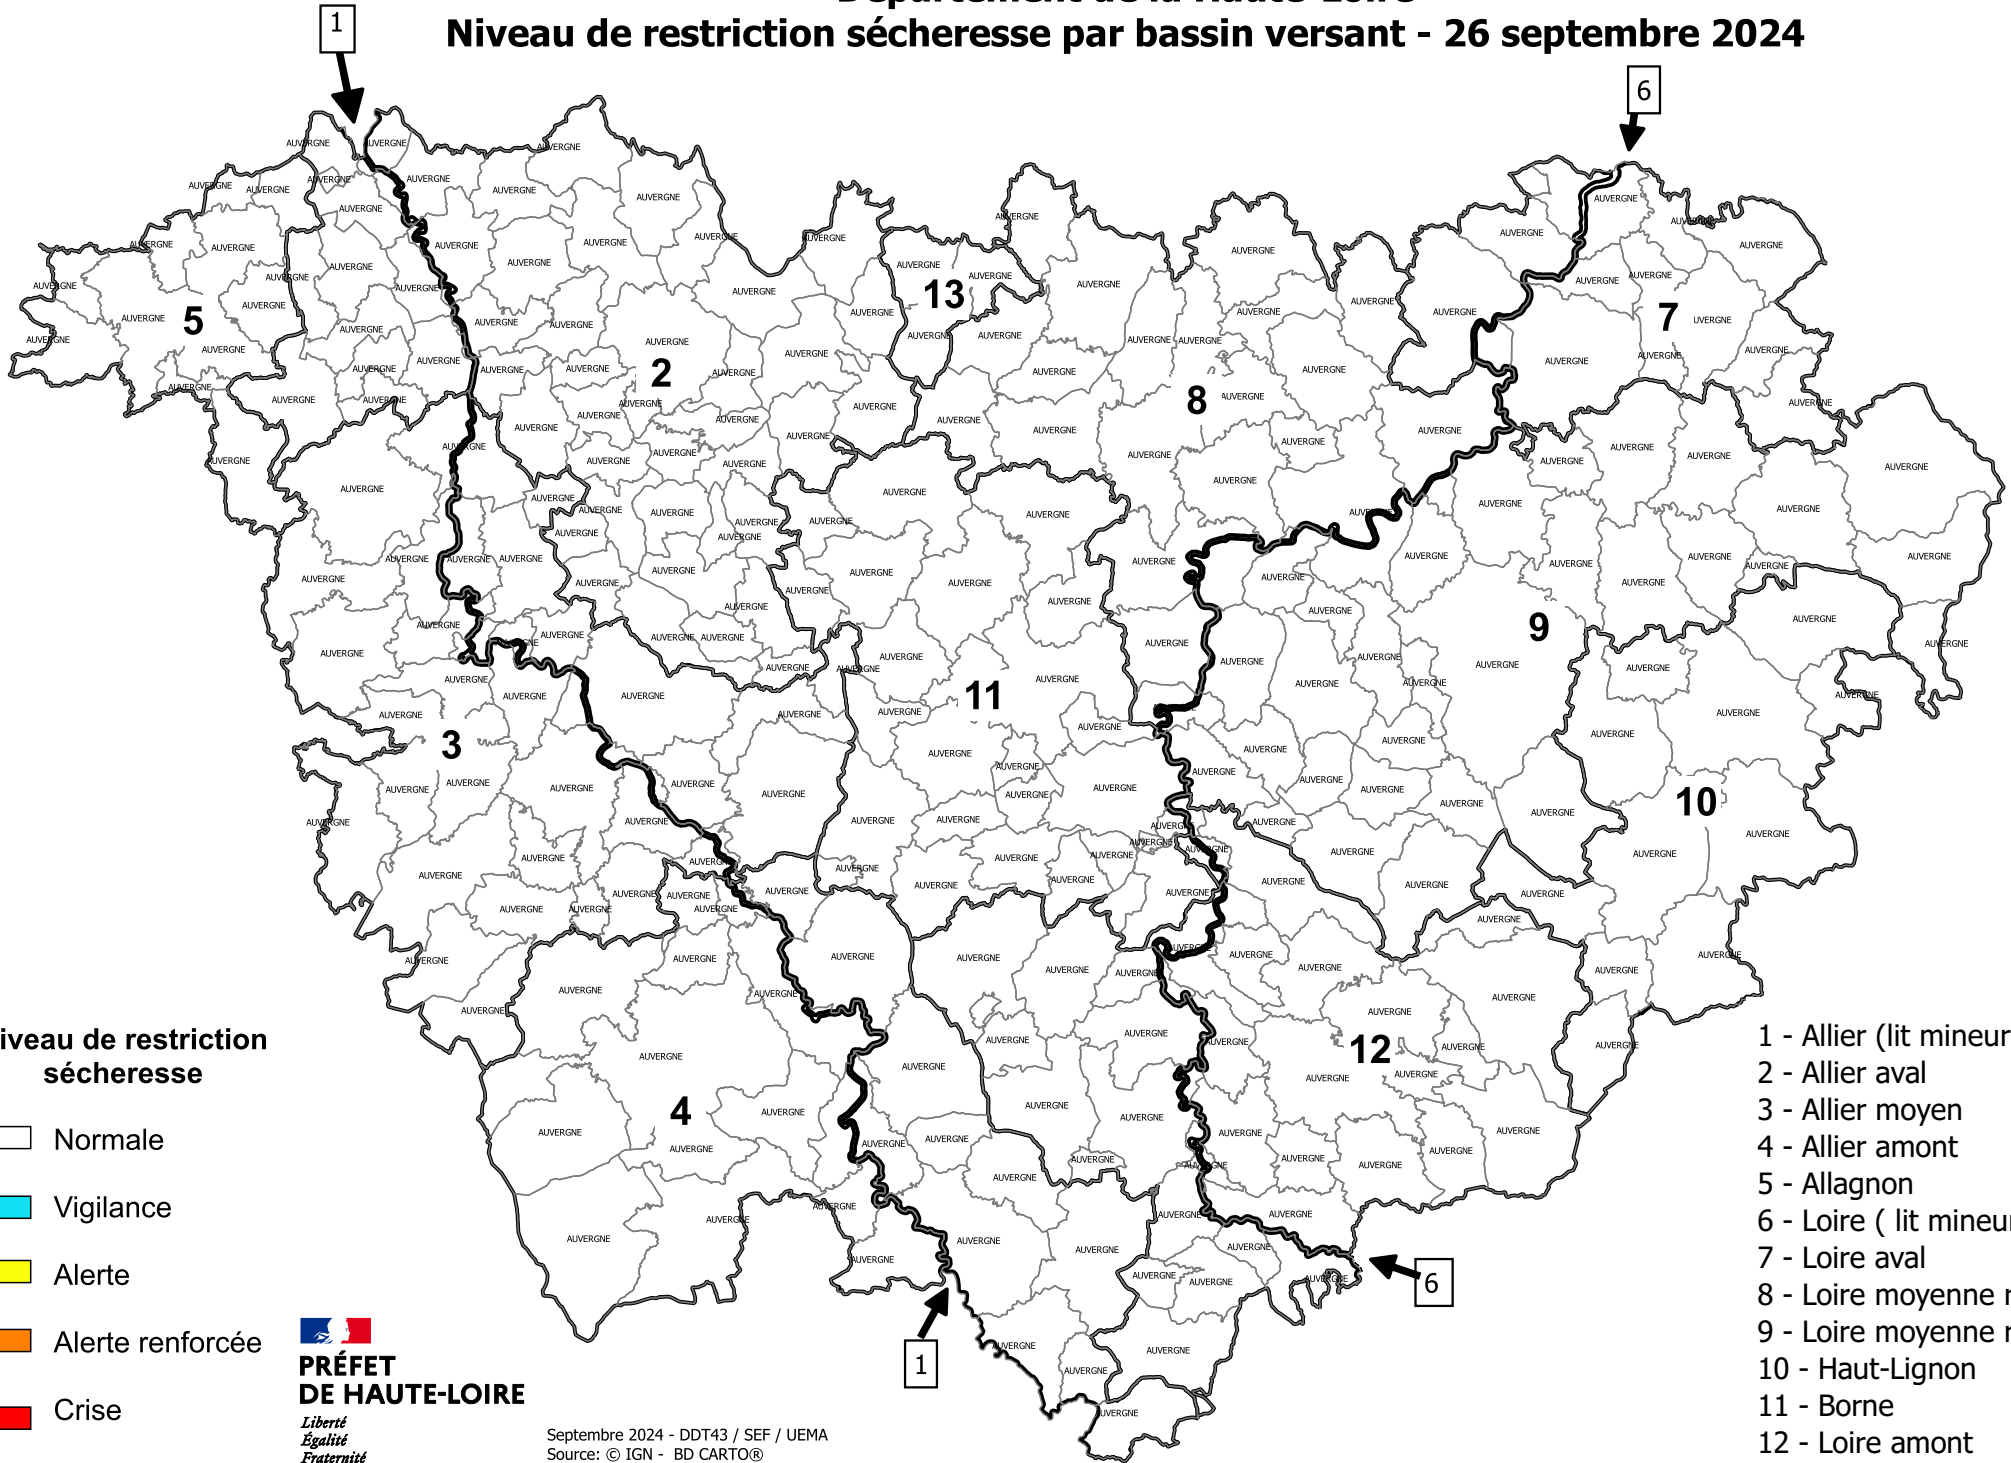 Niveau de restriction sécheresse par bassin versant - 26 septembre 2024
1
6
AUVERGNE
5
2
13
8
7
9
3
11
10
4
12
1
6
iveau de restriction
sécheresse
Normale
Vigilance
Alerte
Alerte renforcée
Crise
PRÉFET
DE HAUTE-LOIRE
Liberté
Égalité
Fraternité
Septembre 2024 - DDT43 / SEF / UEMA
Source: © IGN - BD CARTO®
1 - Allier (lit mineur
2 - Allier aval
3 - Allier moyen
4 - Allier amont
5 - Allagnon
6 - Loire ( lit mineu
7 - Loire aval
8 - Loire moyenne r
9 - Loire moyenne r
10 - Haut-Lignon
11 - Borne
12 - Loire amont